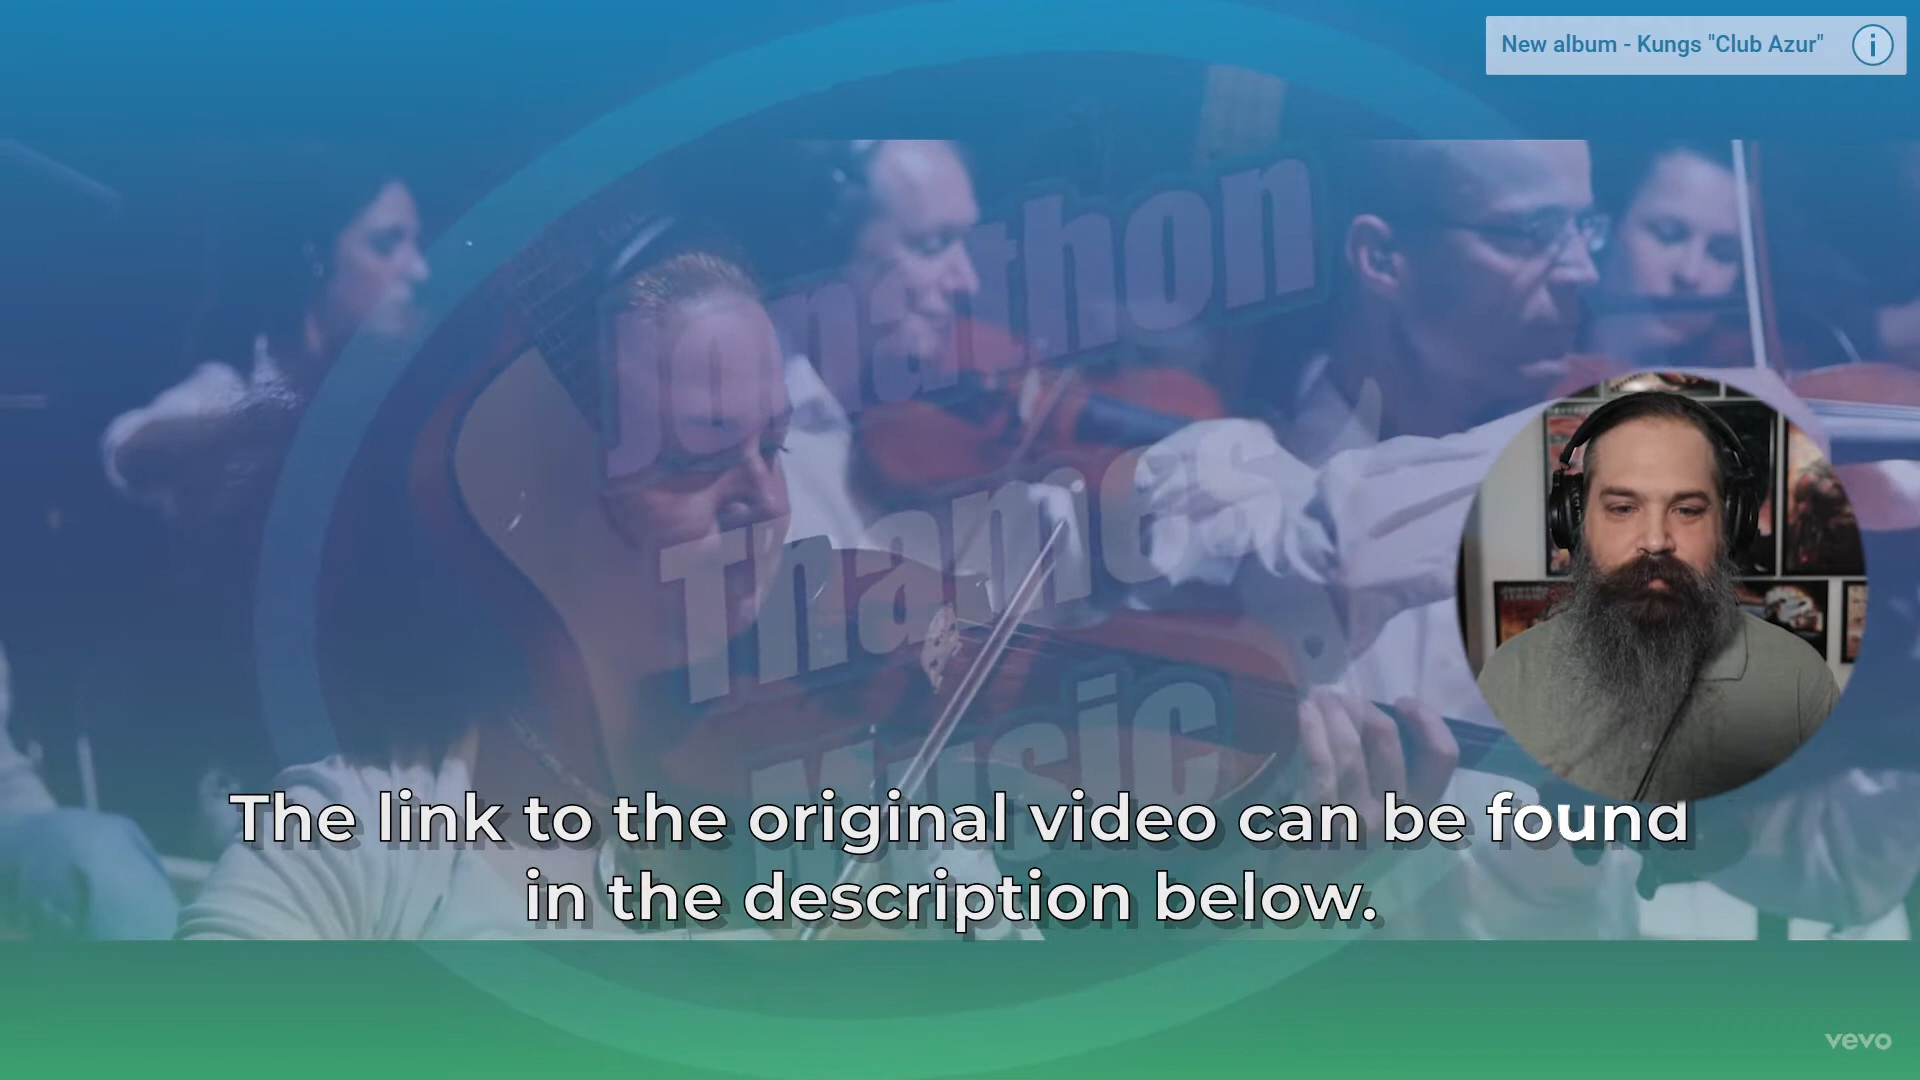 New album - Kungs "Club Azur"
Jonathon
Thames
Music
The link to the original video can be found
in the description below.
vevo